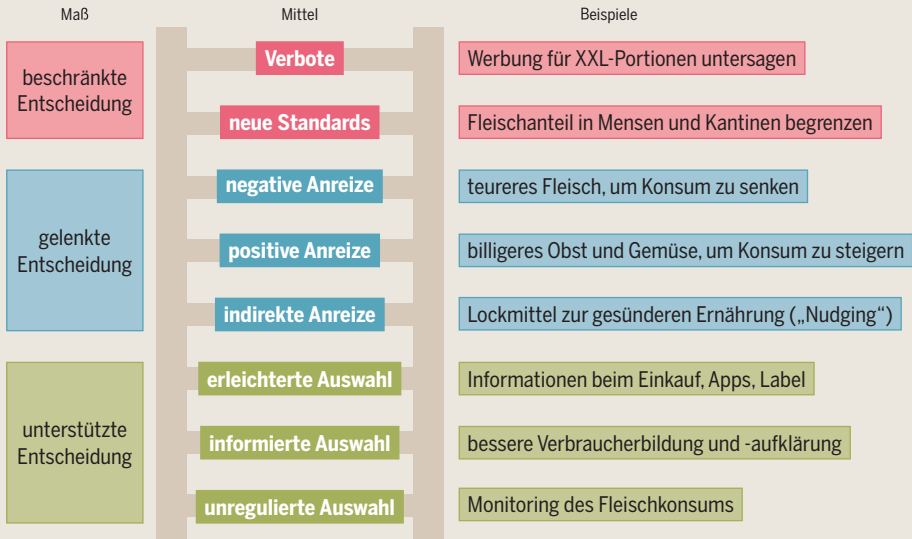 Maß Mittel Beispiele
beschränkte
Entscheidung
Verbote
Werbung für XXL-Portionen untersagen
neue Standards
Fleischanteil in Mensen und Kantinen begrenzen
gelenkte
Entscheidung
negative Anreize
teureres Fleisch, um Konsum zu senken
positive Anreize
billigeres Obst und Gemüse, um Konsum zu steigern
indirekte Anreize
Lockmittel zur gesünderen Ernährung („Nudging“)
unterstützte
Entscheidung
erleichterte Auswahl
Informationen beim Einkauf, Apps, Label
informierte Auswahl
bessere Verbraucherbildung und -aufklärung
unregulierte Auswahl
Monitoring des Fleischkonsums